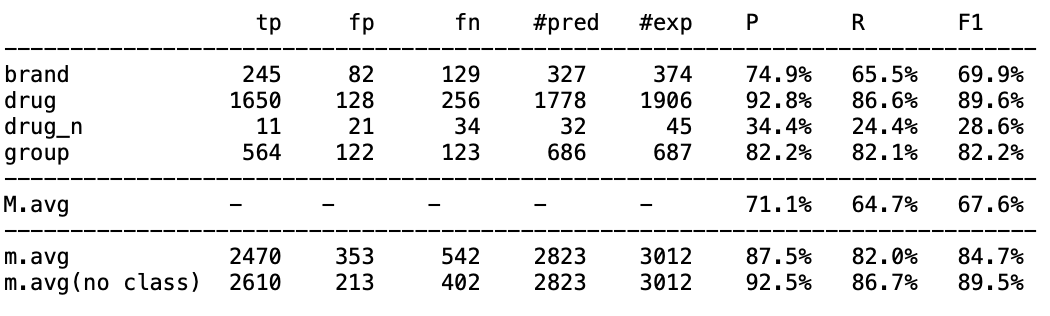 tp fp fn #pred #exp P R F1
------------------------------------------------------------------------------
brand 245 82 129 327 374 74.9% 65.5% 69.9%
drug 1650 128 256 1778 1906 92.8% 86.6% 89.6%
drug_n 11 21 34 32 45 34.4% 24.4% 28.6%
group 564 122 123 686 687 82.2% 82.1% 82.2%
------------------------------------------------------------------------------
M.avg - - - - - 71.1% 64.7% 67.6%
------------------------------------------------------------------------------
m.avg 2470 353 542 2823 3012 87.5% 82.0% 84.7%
m.avg(no class) 2610 213 402 2823 3012 92.5% 86.7% 89.5%